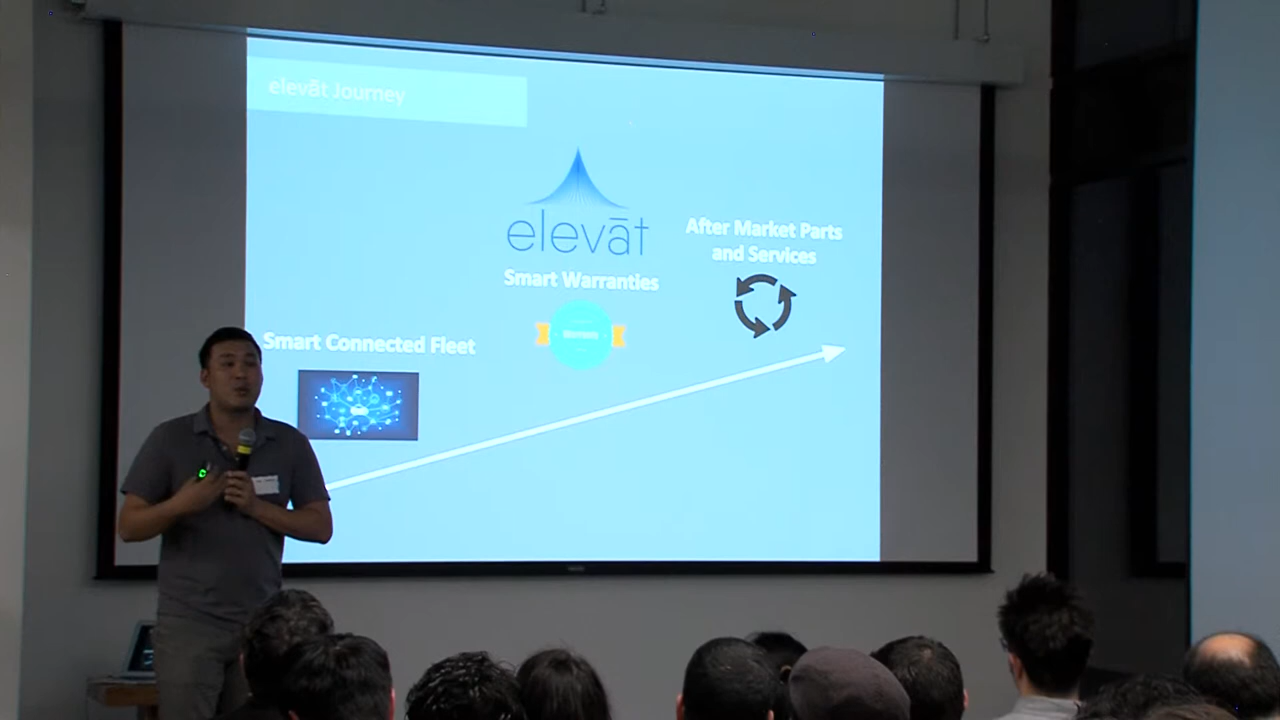 elevāt Journey
elevāt
Smart Warranties
After Market Parts
and Services
Smart Connected Fleet